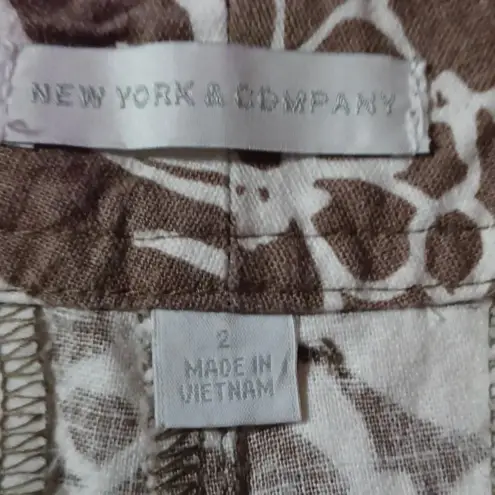 NEW YORK & COMPANY
2
MADE IN
VIETNAM